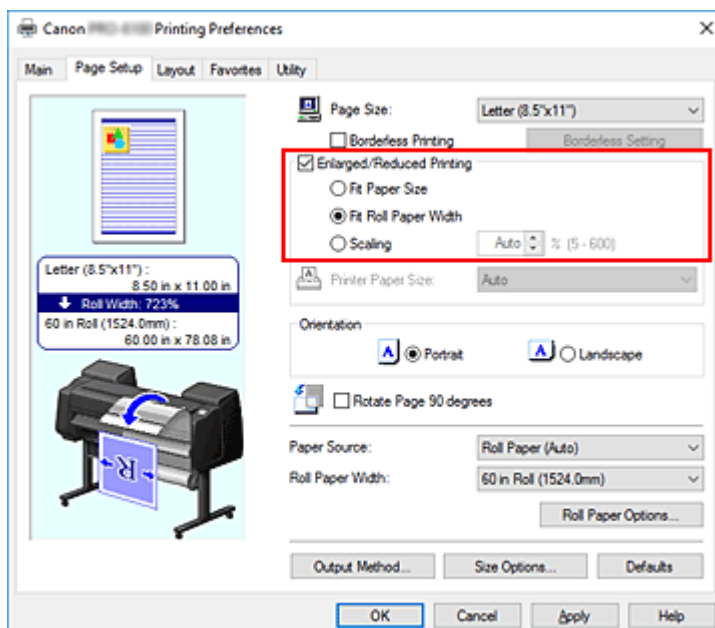 Canon Printing Preferences
Main Page Setup Layout Favorites Utility
Page Size: Letter (8.5"x11")
Borderless Printing Borderless Setting
Enlarged/Reduced Printing
Fit Paper Size
Fit Roll Paper Width
Scaling Auto % (5 - 600)
Printer Paper Size: Auto
Letter (8.5"x11") :
8.50 in x 11.00 in
Roll Width: 723%
60 in Roll (1524.0mm) :
60.00 in x 78.08 in
Orientation
A Portrait A Landscape
Rotate Page 90 degrees
Paper Source: Roll Paper (Auto)
Roll Paper Width: 60 in Roll (1524.0mm)
Roll Paper Options...
R
Output Method... Size Options... Defaults
OK Cancel Apply Help